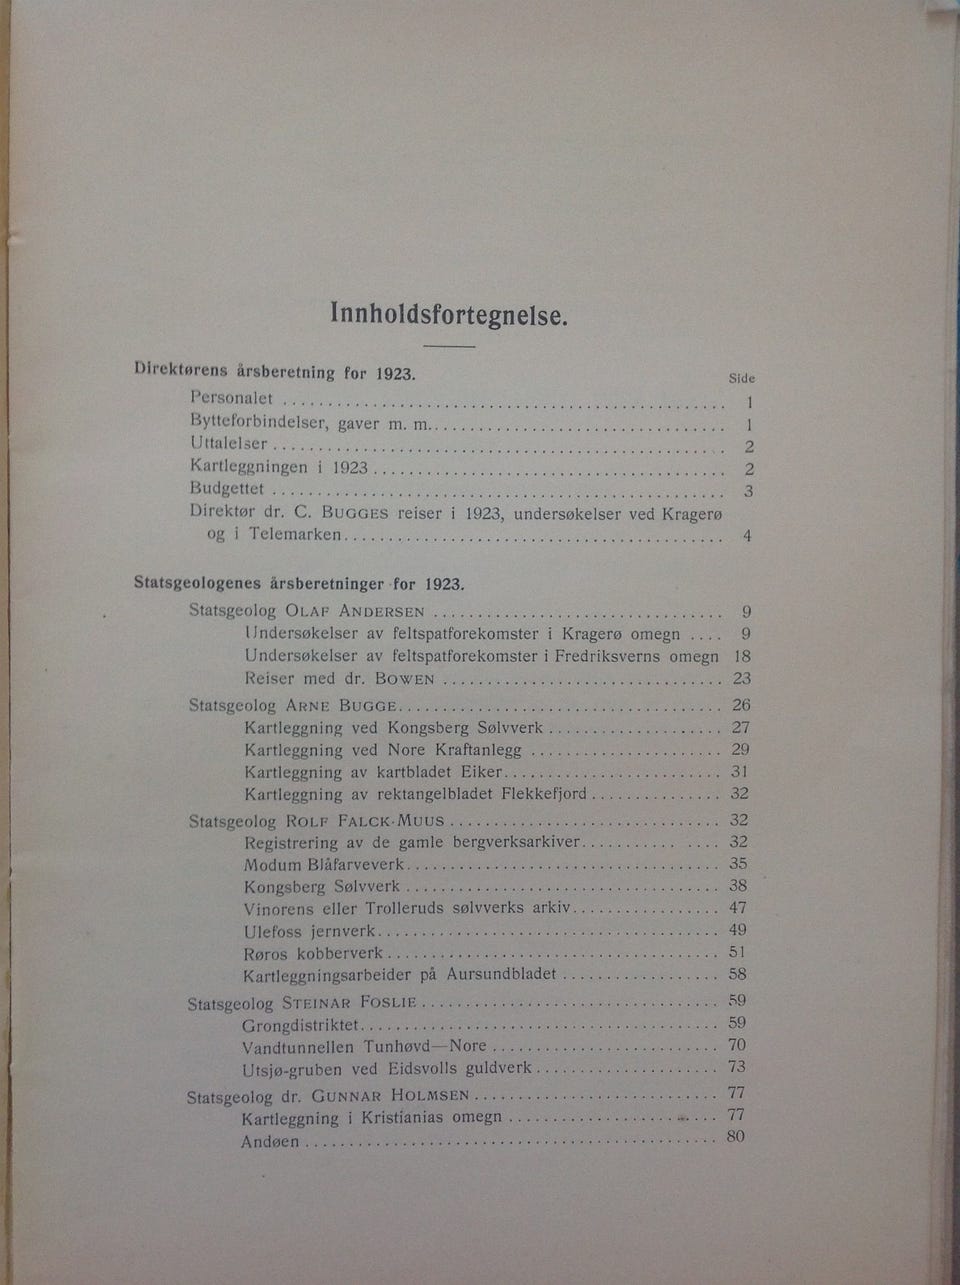 Innholdsfortegnelse.
Direktørens årsberetning for 1923.
Side
Personalet ........................................ 1
Bytteforbindelser, gaver m. m. ........................................ 1
Uttalelser ........................................ 2
Kartleggningen i 1923 ........................................ 2
Budgettet ........................................ 3
Direktør dr. C. BUGGES reiser i 1923, undersøkelser ved Kragerø
og i Telemarken ........................................ 4
Statsgeologenes årsberetninger for 1923.
Statsgeolog OLAF ANDERSEN ........................................ 9
Undersøkelser av feltspatforekomster i Kragerø omegn .... 9
Undersøkelser av feltspatforekomster i Fredriksverns omegn 18
Reiser med dr. BOWEN ........................................ 23
Statsgeolog ARNE BUGGE ........................................ 26
Kartleggning ved Kongsberg Sølvverk .................... 27
Kartleggning ved Nore Kraftanlegg .................... 29
Kartleggning av kartbladet Eiker .................... 31
Kartleggning av rektangelbladet Flekkefjord ............... 32
Statsgeolog ROLF FALCK-MUUS .............................. 32
Registrering av de gamle bergverksarkiver ............... 32
Modum Blåfarveverk .............................. 35
Kongsberg Sølvverk .............................. 38
Vinorens eller Trolleruds sølvverks arkiv ................. 47
Ulefoss jernverk .............................. 49
Røros kobberverk .............................. 51
Kartleggningsarbeider på Aursundbladet .................. 58
Statsgeolog STEINAR FOSLIE .............................. 59
Grongdistriktet ........................................ 59
Vandtunnellen Tunhøvd—Nore ......................... 70
Utsjø-gruben ved Eidsvolls guldverk .................... 73
Statsgeolog dr. GUNNAR HOLMSEN ......................... 77
Kartleggning i Kristianias omegn ....................... 77
Andøen ........................................ 80